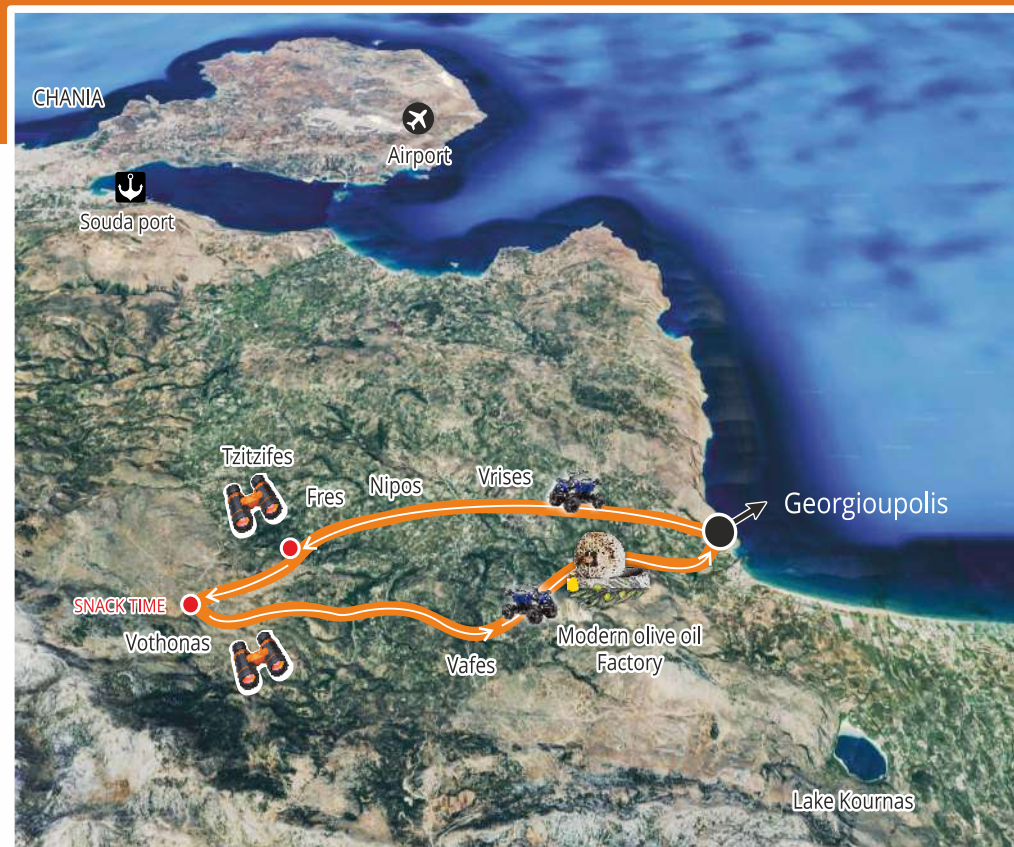 CHANIA
Airport
Souda port
Tzitzifes
Fres
Nipos
Vrises
Georgioupolis
SNACK TIME
Vothonas
Vafes
Modern olive oil
Factory
Lake Kournas